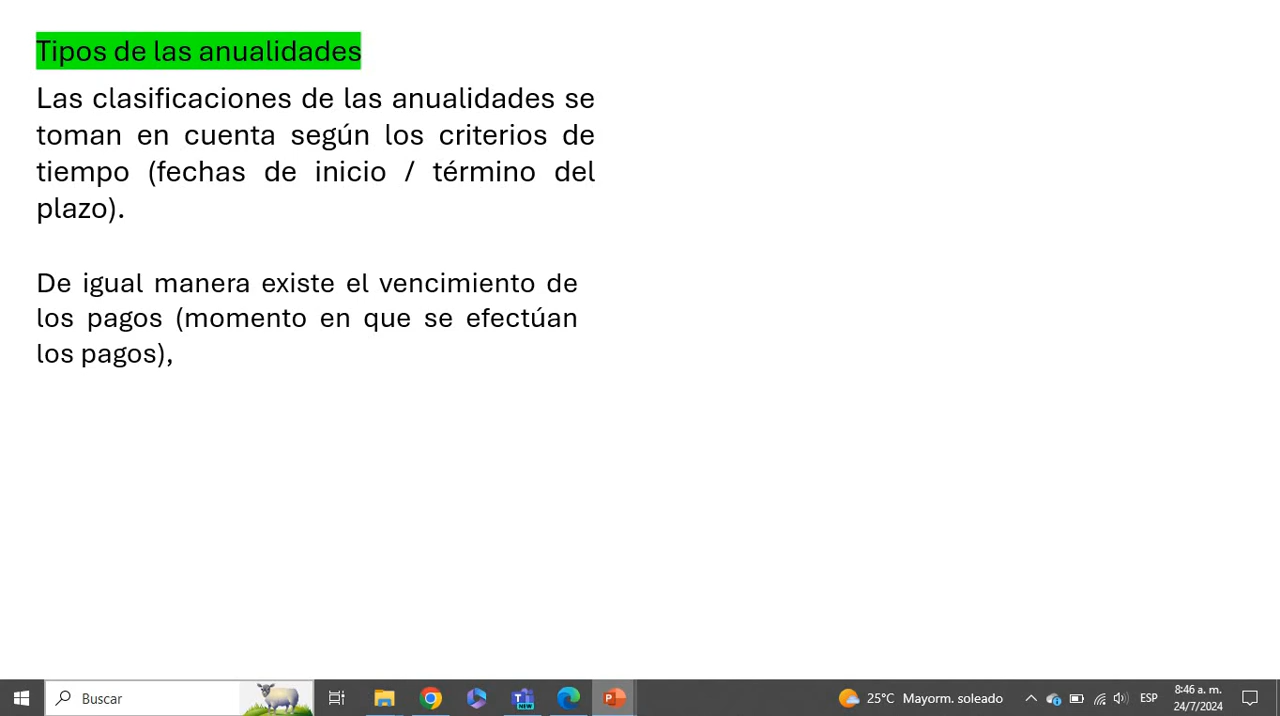 Tipos de las anualidades
Las clasificaciones de las anualidades se
toman en cuenta según los criterios de
tiempo (fechas de inicio / término del
plazo).
De igual manera existe el vencimiento de
los pagos (momento en que se efectúan
los pagos),
Buscar
T
NEW
P
25°C Mayorm. soleado
ESP
8:46 a. m.
24/7/2024